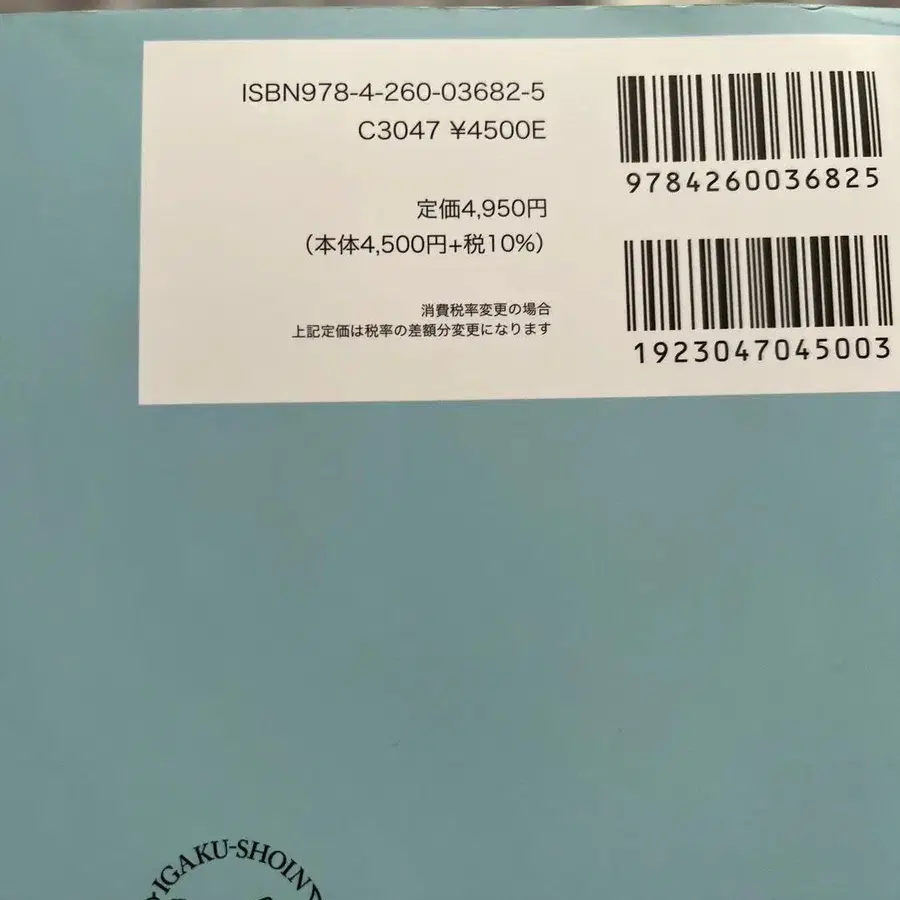 ISBN978-4-260-03682-5
C3047 ¥4500E
定価4,950円
（本体4,500円+税10%）
消費税率変更の場合
上記定価は税率の差額分変更になります
9784260036825
1923047045003
IGAKU-SHOIN